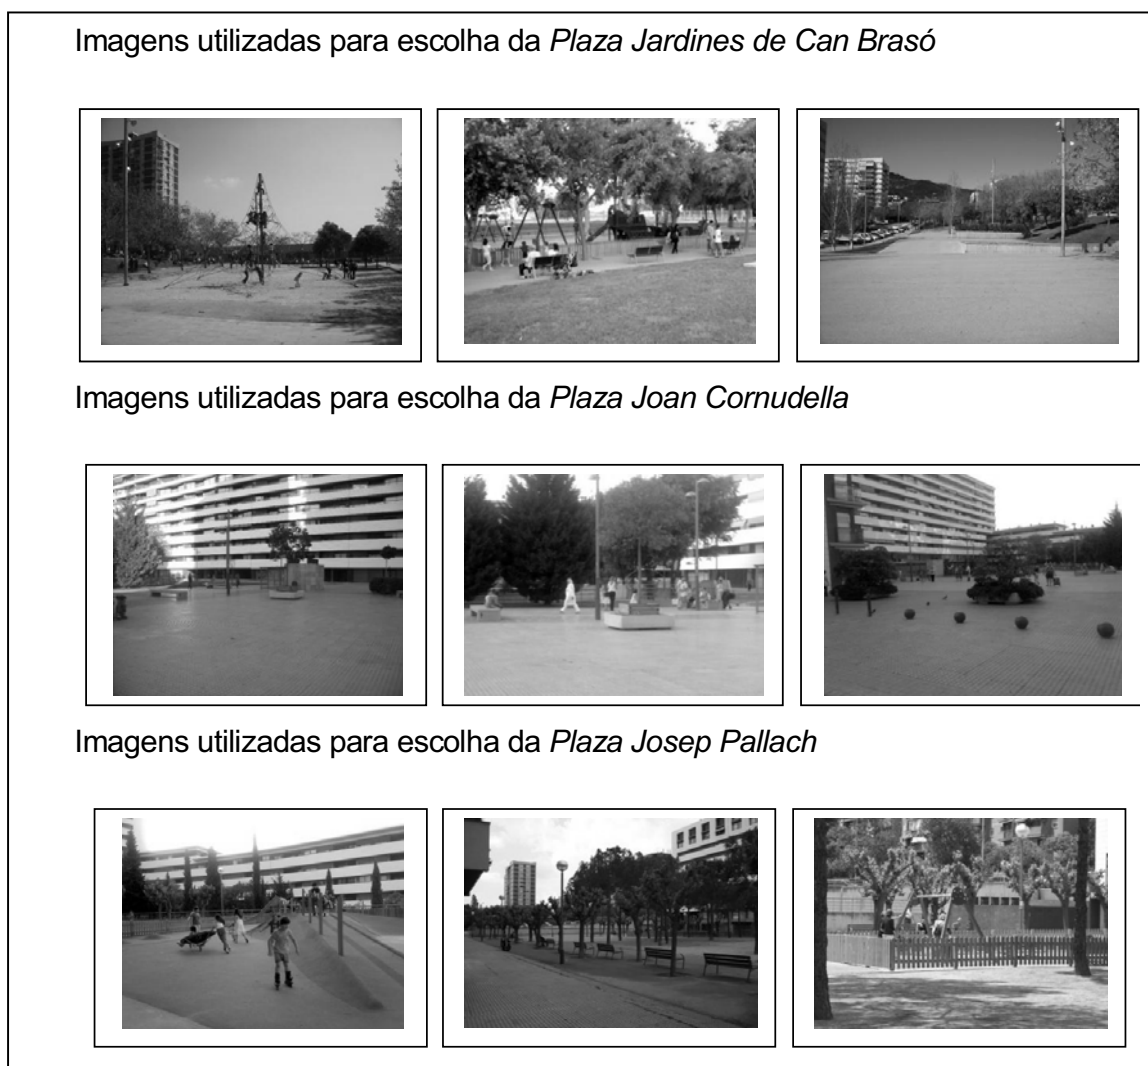 Imagens utilizadas para escolha da Plaza Jardines de Can Brasó
Imagens utilizadas para escolha da Plaza Joan Cornudella
Imagens utilizadas para escolha da Plaza Josep Pallach